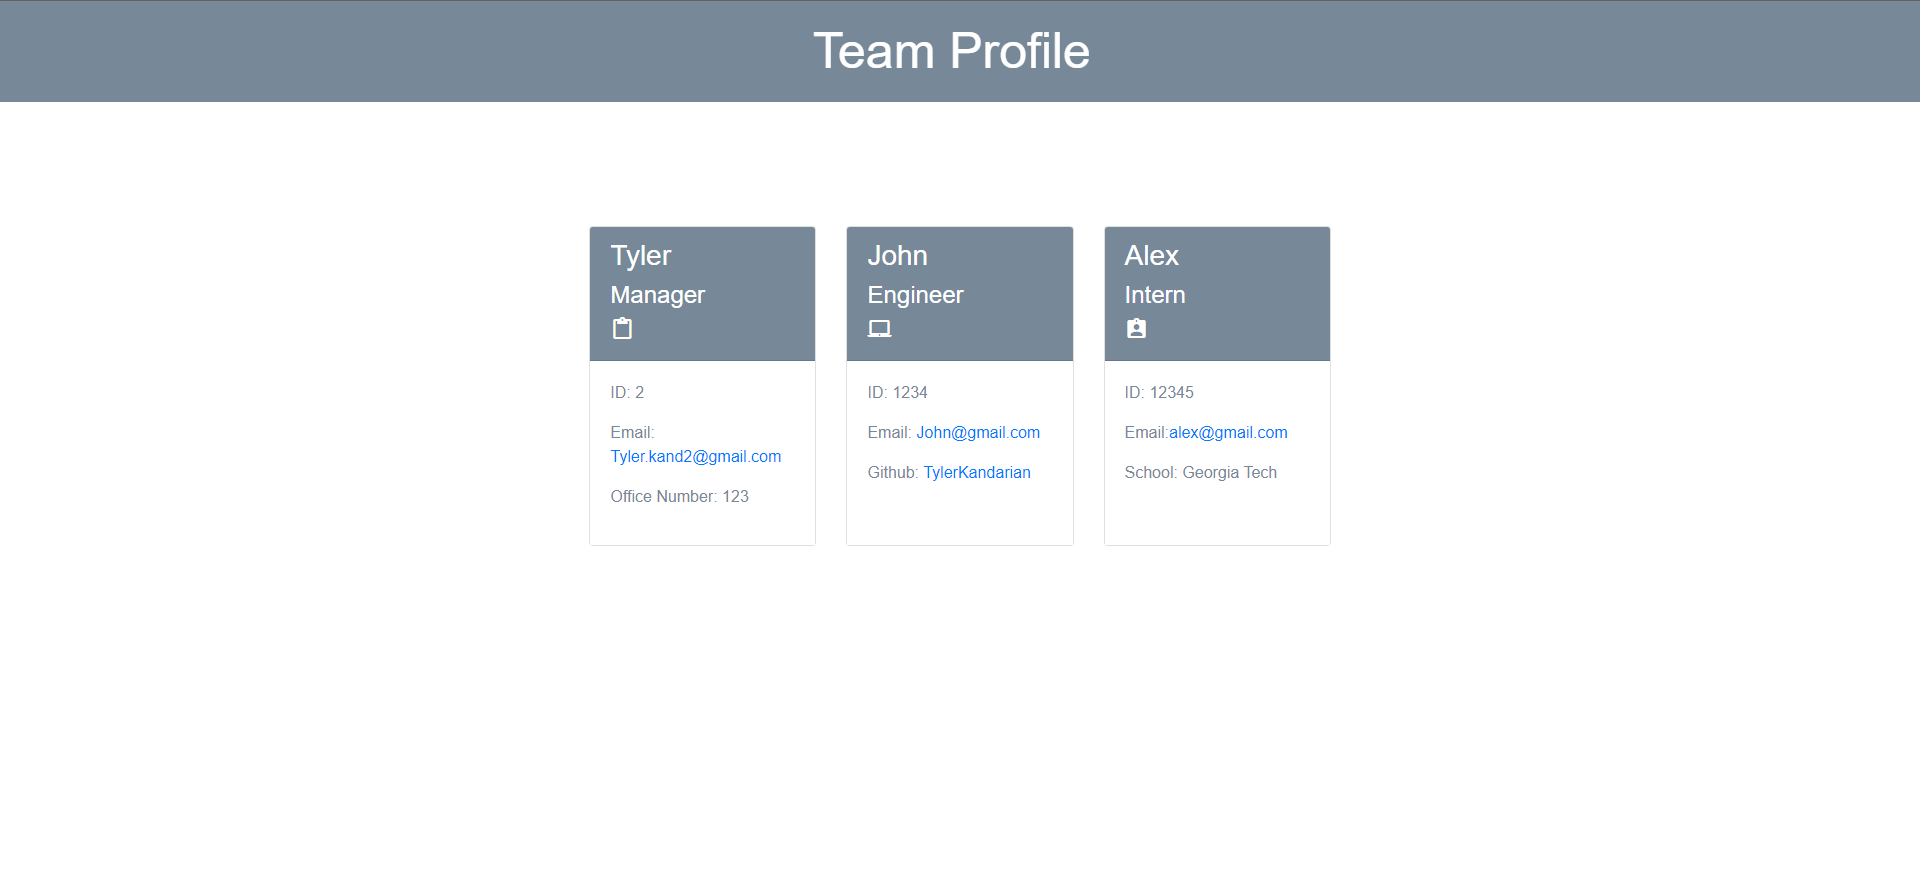 Team Profile
Tyler
Manager
ID: 2
Email:
Tyler.kand2@gmail.com
Office Number: 123
John
Engineer
ID: 1234
Email: John@gmail.com
Github: TylerKandarian
Alex
Intern
ID: 12345
Email:alex@gmail.com
School: Georgia Tech